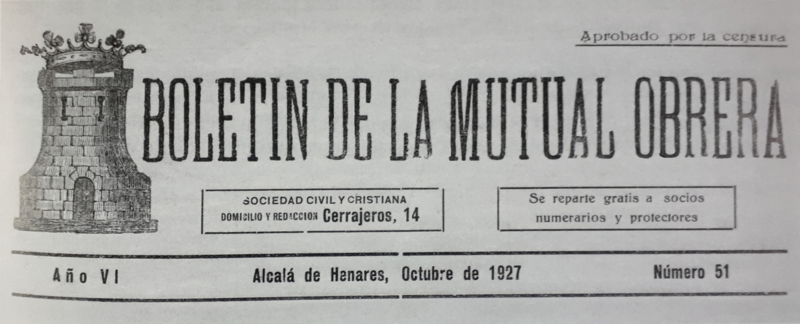 Aprobado por la censura
BOLETIN DE LA MUTUAL OBRERA
SOCIEDAD CIVIL Y CRISTIANA
DOMICILIO Y REDACCION Cerrajeros, 14
Se reparte gratis a socios
numerarios y protectores
Año VI Alcalá de Henares, Octubre de 1927 Número 51